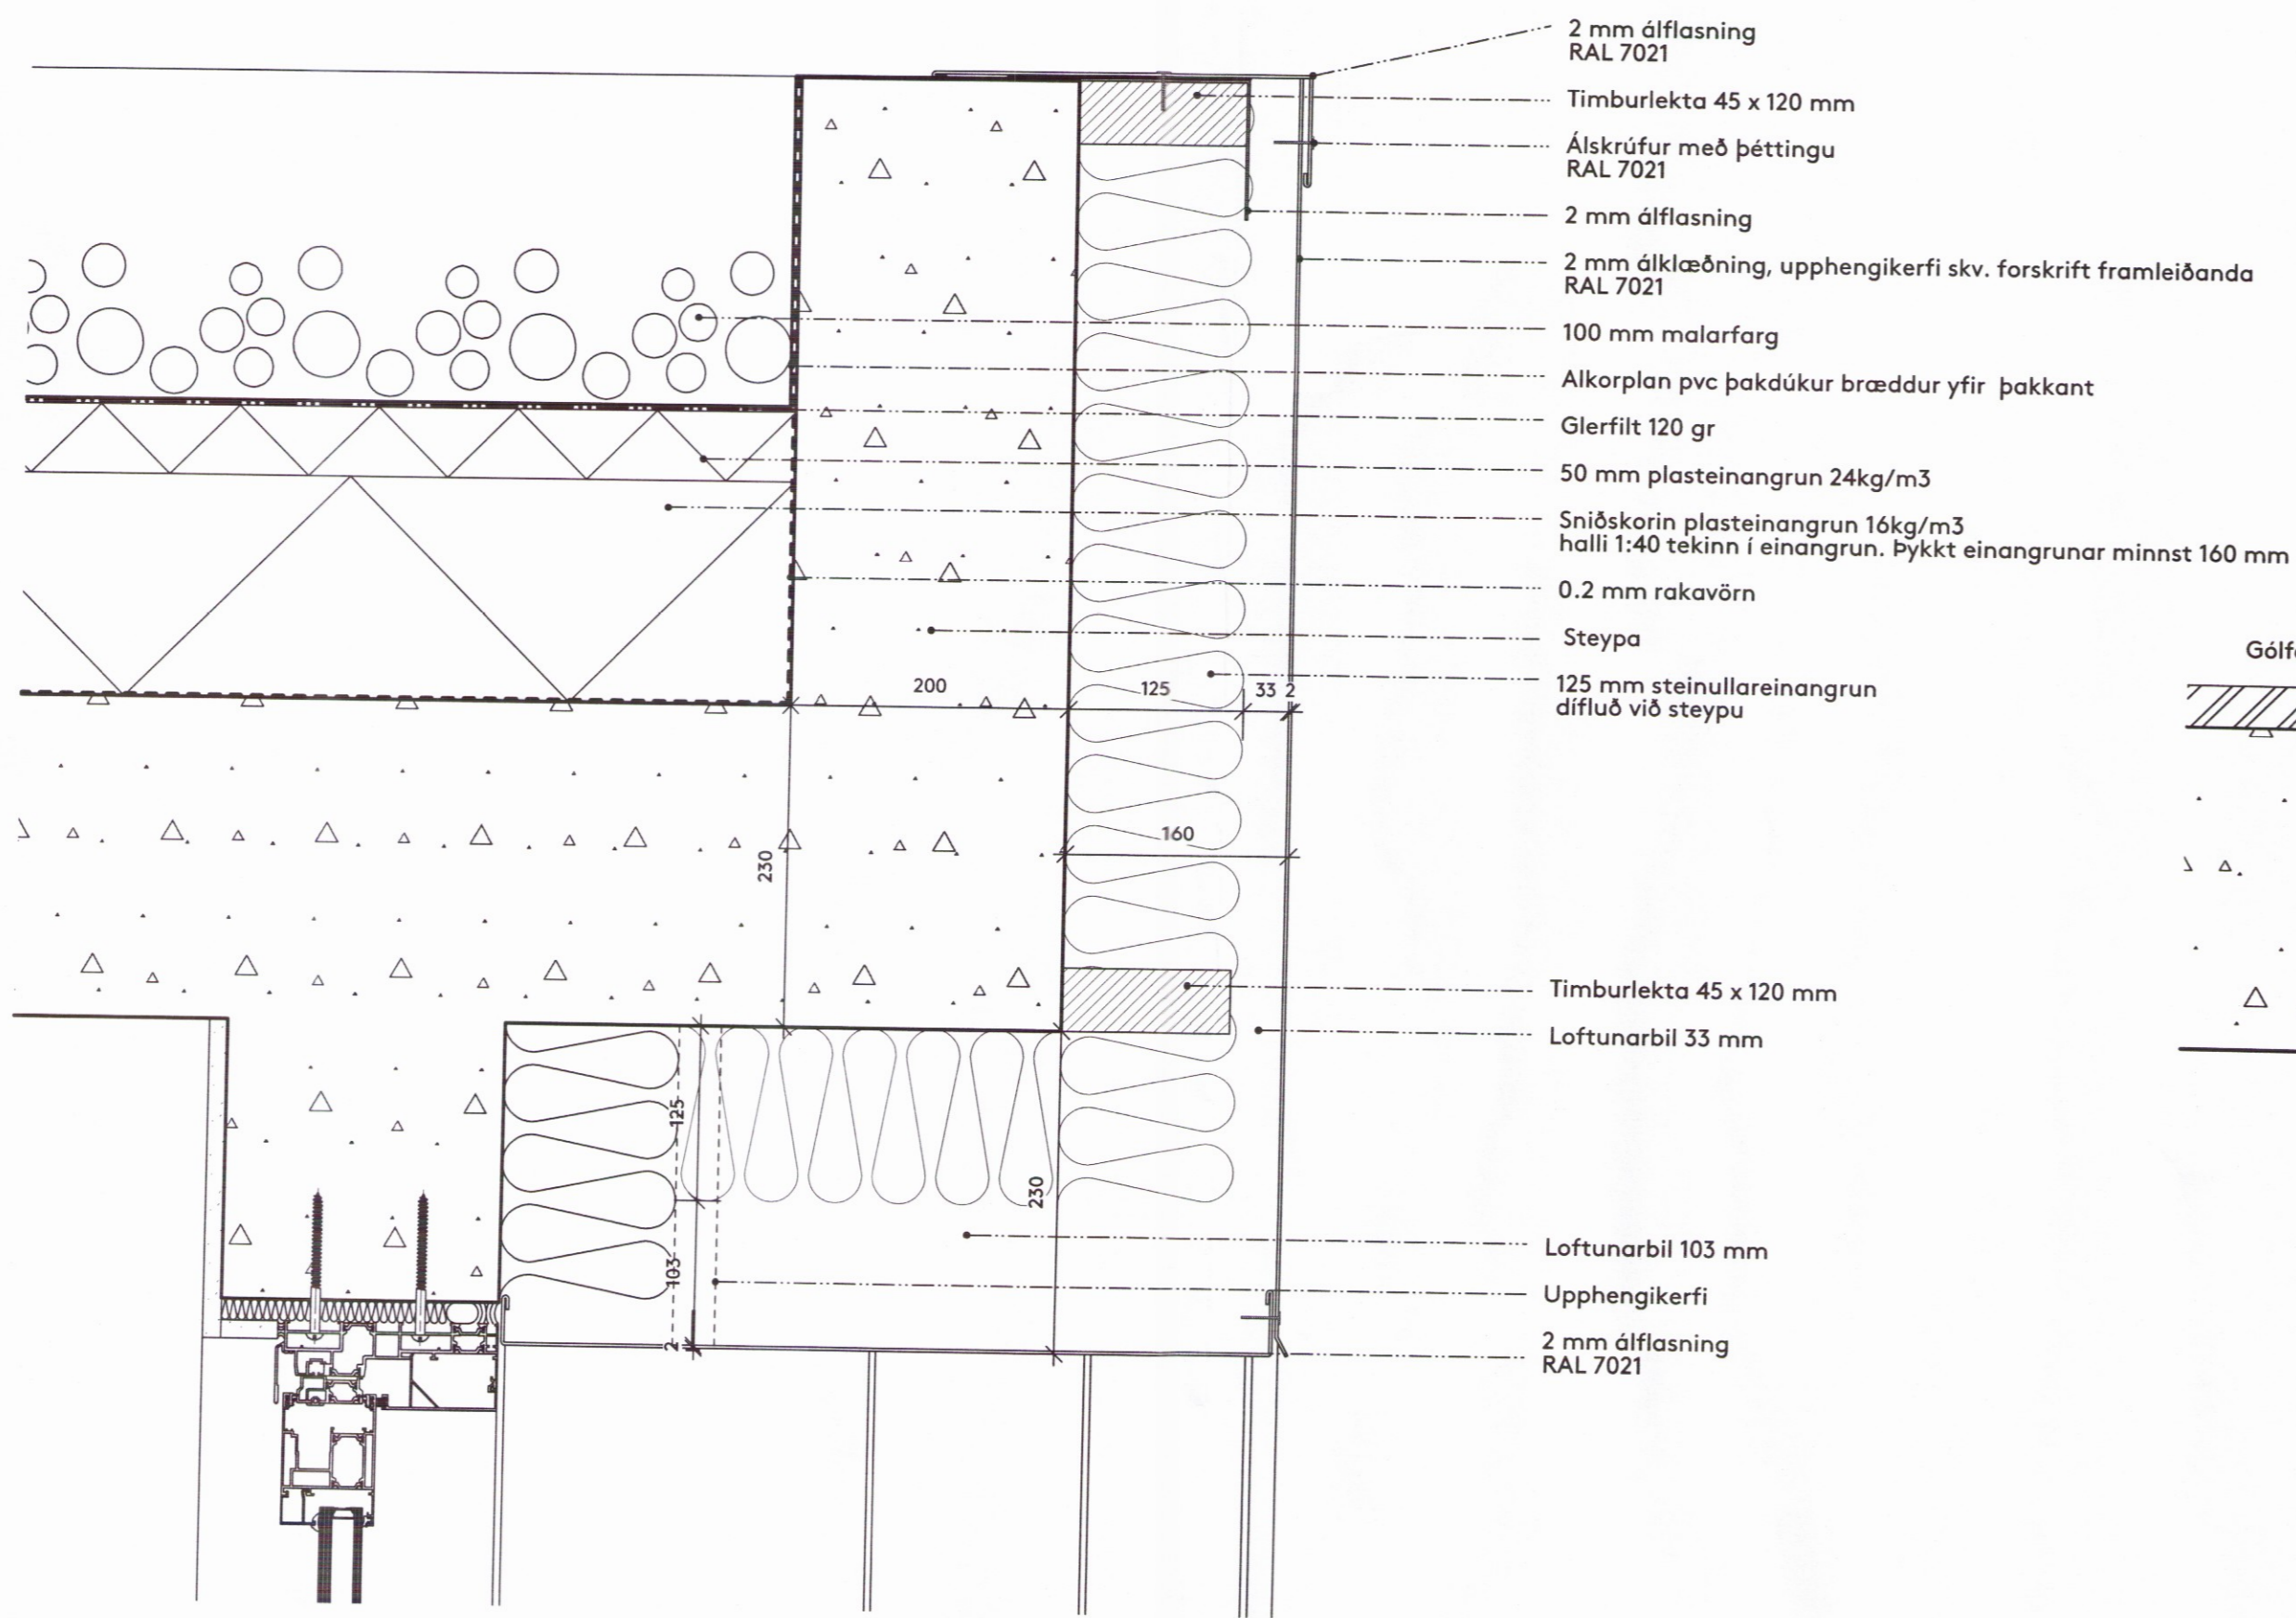 2 mm álflasning
RAL 7021
Timburlekta 45 x 120 mm
Álskrúfur með þéttingu
RAL 7021
2 mm álflasning
2 mm álklæðning, upphengikerfi skv. forskrift framleiðanda
RAL 7021
100 mm malarfarg
Alkorplan pvc þakdúkur bræddur yfir þakkant
Glerfilt 120 gr
50 mm plasteinangrun 24kg/m3
Sniðskorin plasteinangrun 16kg/m3
halli 1:40 tekinn í einangrun. Þykkt einangrunar minnst 160 mm
0.2 mm rakavörn
Steypa
125 mm steinullareinangrun
dífluð við steypu
Gólf
200
125
33 2
160
230
Timburlekta 45 x 120 mm
Loftunarbil 33 mm
125
230
103
2
Loftunarbil 103 mm
Upphengikerfi
2 mm álflasning
RAL 7021